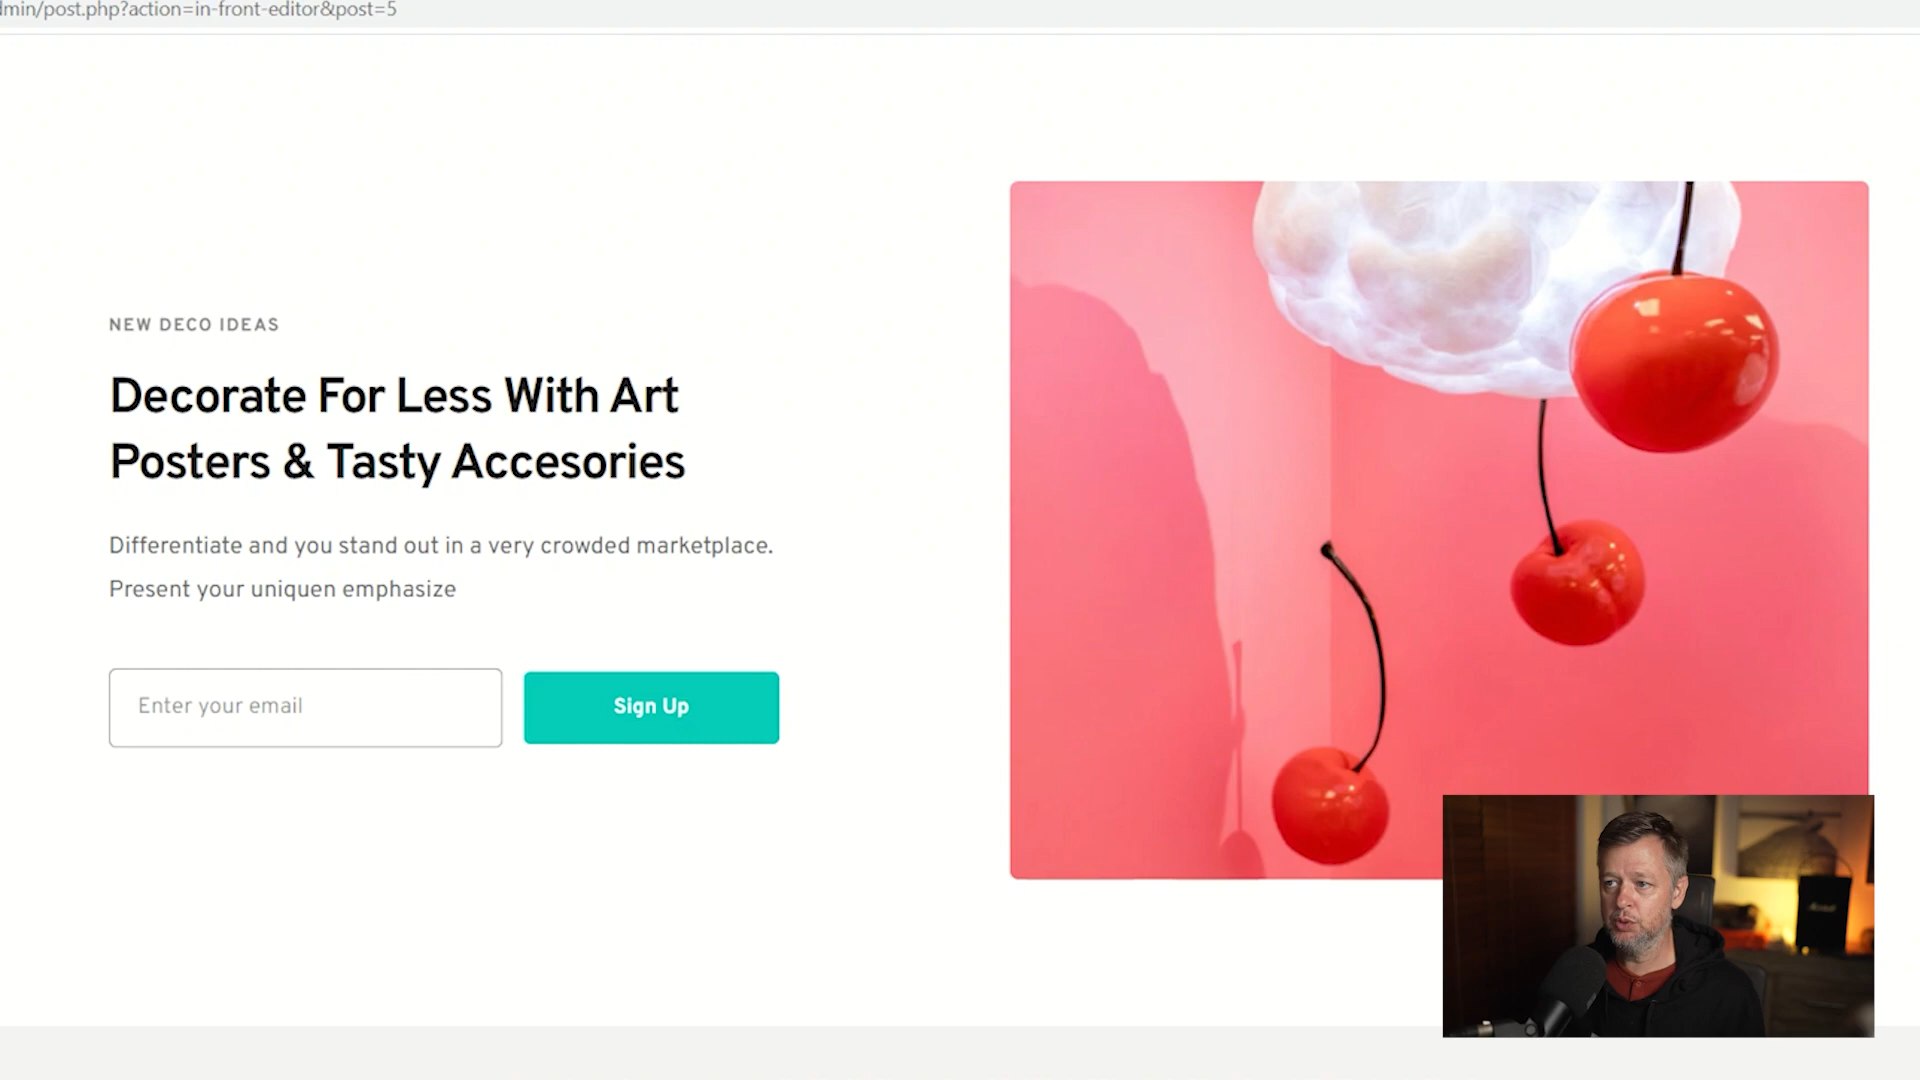 dmin/post.php?action=in-front-editor&post=5
NEW DECO IDEAS
Decorate For Less With Art
Posters & Tasty Accesories
Differentiate and you stand out in a very crowded marketplace.
Present your uniquen emphasize
Enter your email
Sign Up